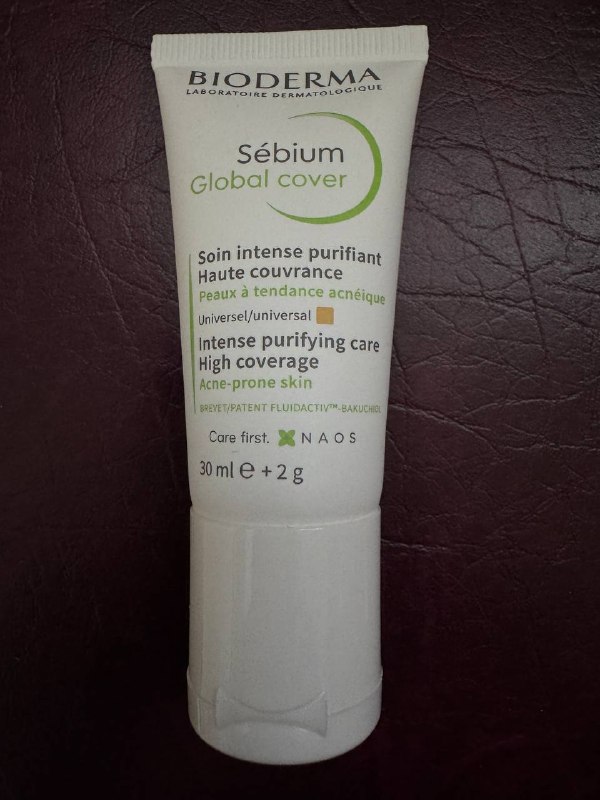 BIODERMA
LABORATOIRE DERMATOLOGIQUE
Sébium
Global cover
Soin intense purifiant
Haute couvrance
Peaux à tendance acnéique
Universel/universal
Intense purifying care
High coverage
Acne-prone skin
BREVET/PATENT FLUIDACTIV™-BAKUCHIOL
Care first. NAOS
30 ml ℮ + 2 g